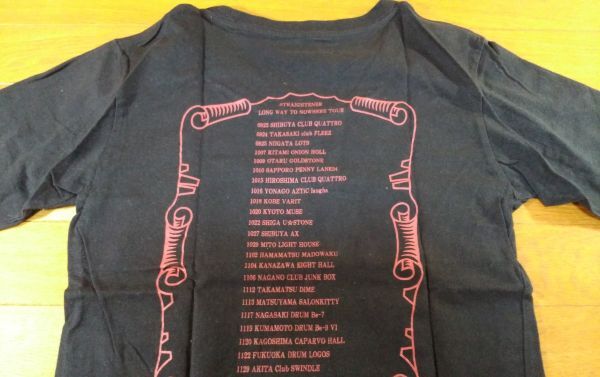 STRAIGHTENER
LONG WAY TO NOWHERE TOUR
0923 SHIBUYA CLUB QUATTRO
0924 TAKASAKI club FLEEZ
0925 NIIGATA LOTS
1007 KITAMI ONION HOLL
1009 OTARU GOLDSTONE
1010 SAPPORO PENNY LANE24
1015 HIROSHIMA CLUB QUATTRO
1016 YONAGO AZTiC laughs
1018 KOBE VARIT
1020 KYOTO MUSE
1022 SHIGA U☆STONE
1027 SHIBUYA AX
1029 MITO LIGHT HOUSE
1102 HAMAMATSU MADOWAKU
1104 KANAZAWA EIGHT HALL
1106 NAGANO CLUB JUNK BOX
1112 TAKAMATSU DIME
1113 MATSUYAMA SALONKITTY
1117 NAGASAKI DRUM Be-7
1118 KUMAMOTO DRUM Be-9 V1
1120 KAGOSHIMA CAPARVO HALL
1122 FUKUOKA DRUM LOGOS
1129 AKITA Club SWINDLE